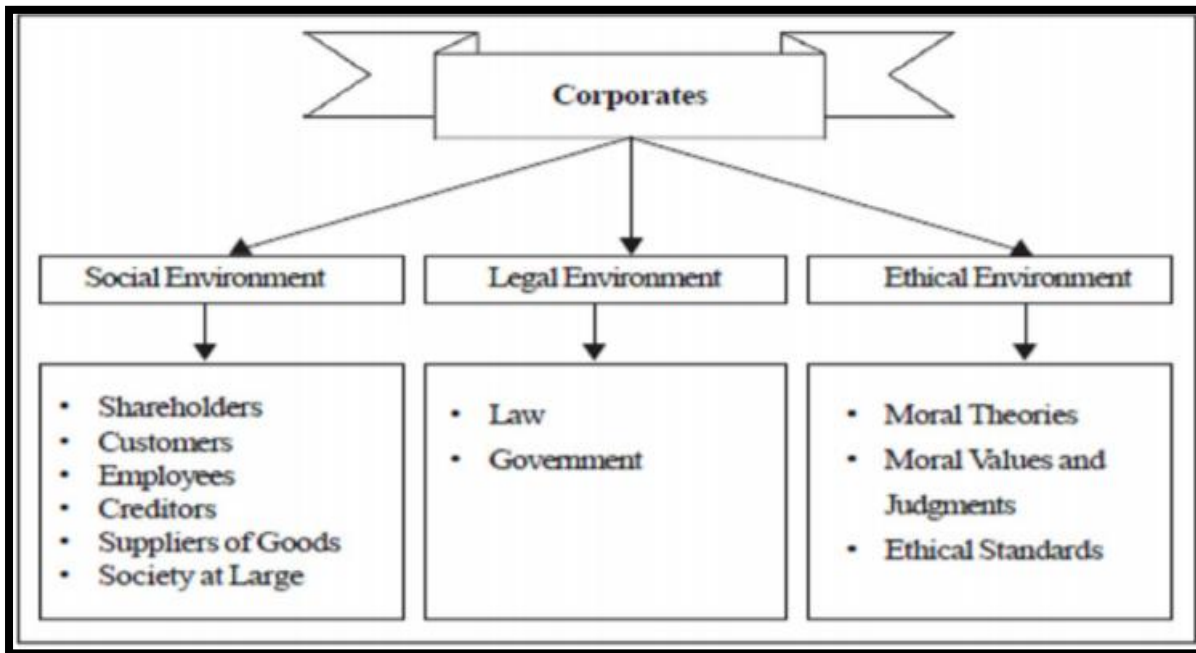 Corporates
Social Environment
Legal Environment
Ethical Environment
• Shareholders
• Customers
• Employees
• Creditors
• Suppliers of Goods
• Society at Large
• Law
• Government
• Moral Theories
• Moral Values and
Judgments
• Ethical Standards